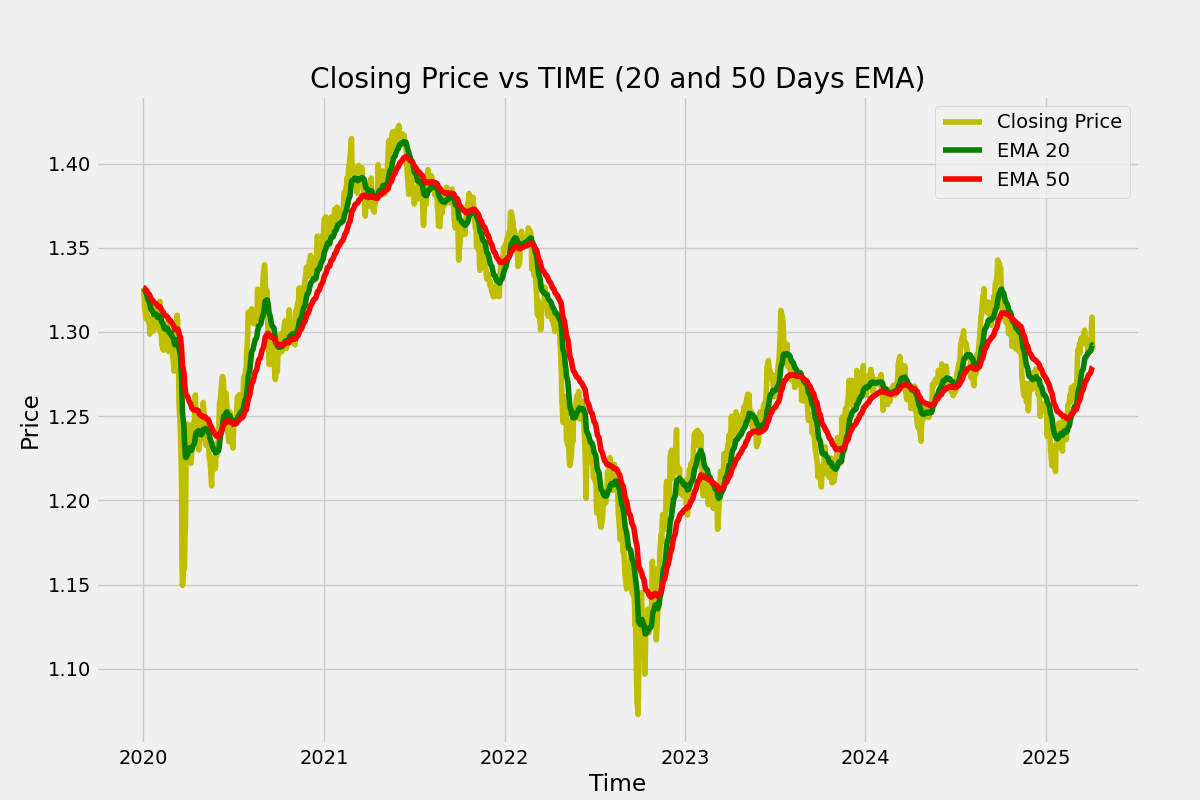 Closing Price vs TIME (20 and 50 Days EMA)
Closing Price
EMA 20
EMA 50
Price
1.40
1.35
1.30
1.25
1.20
1.15
1.10
2020 2021 2022 2023 2024 2025
Time